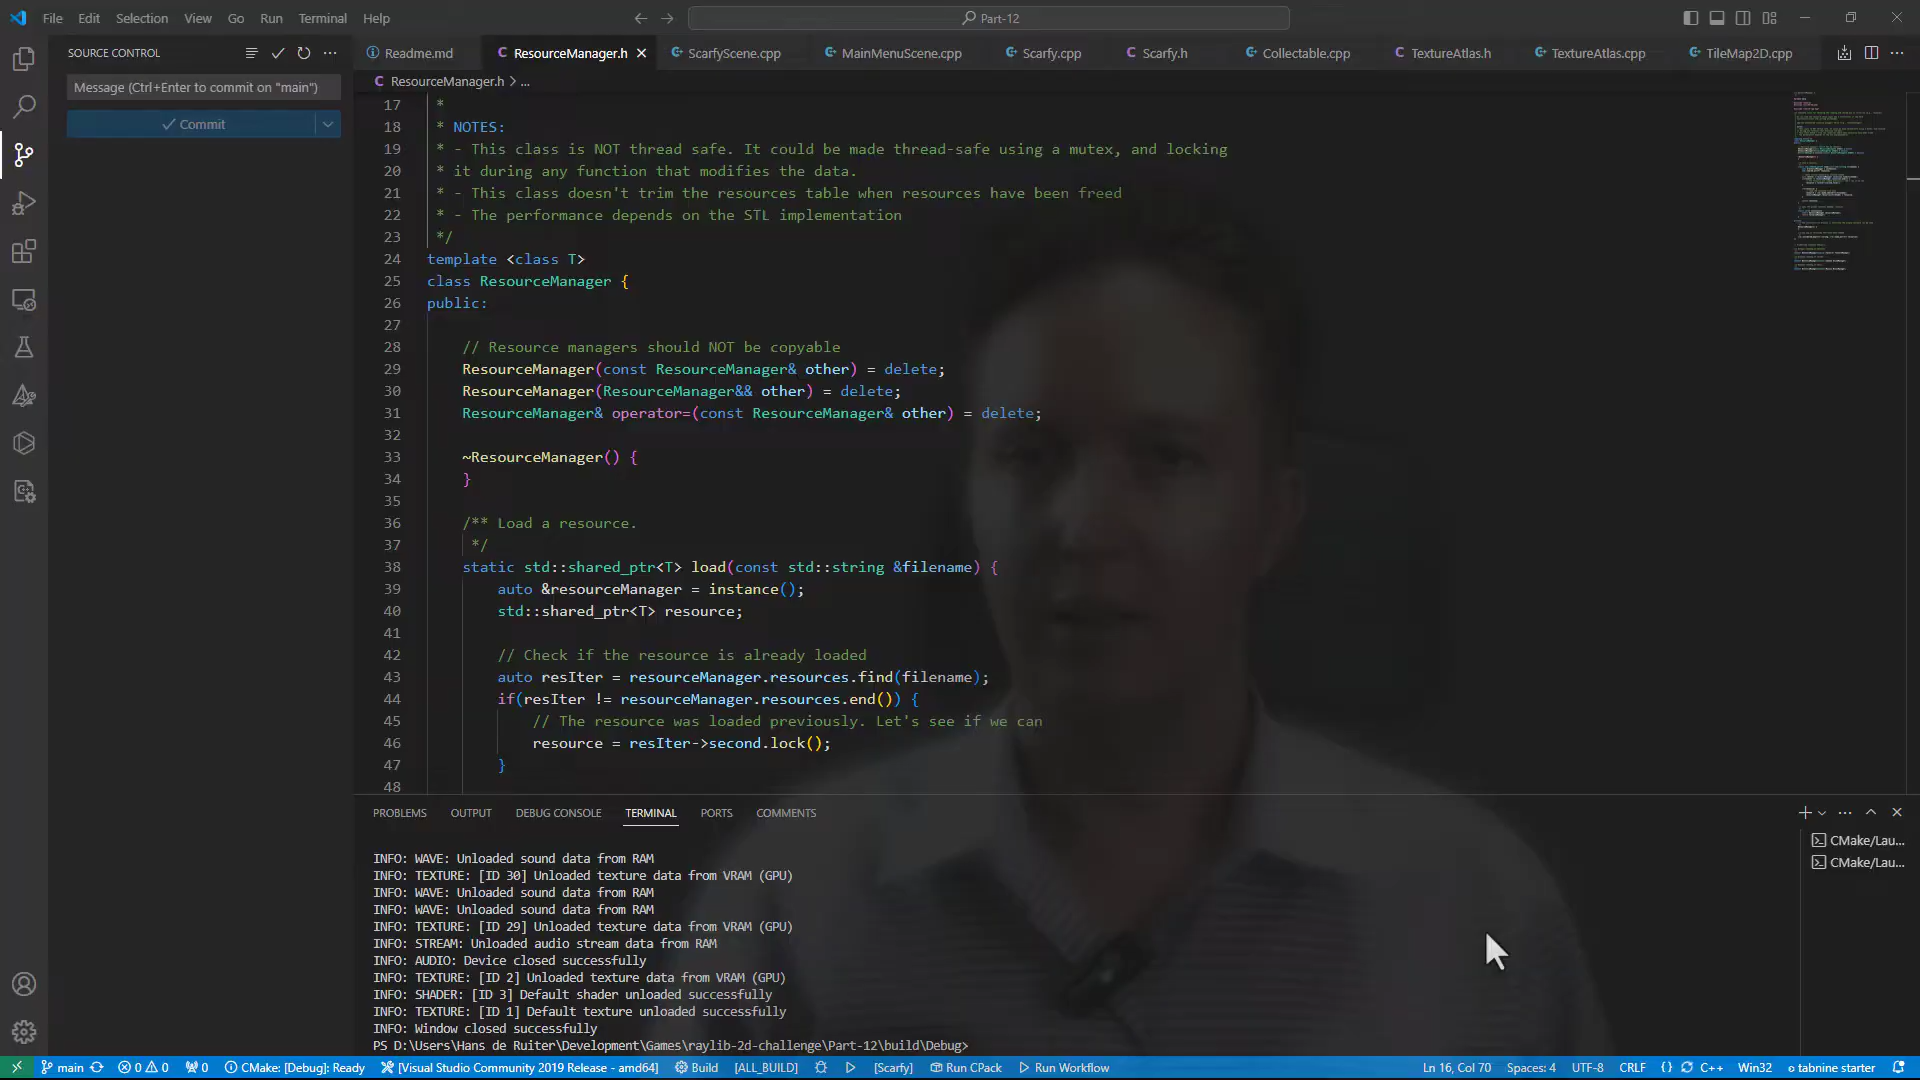 File Edit Selection View Go Run Terminal Help
Part-12
SOURCE CONTROL
Message (Ctrl+Enter to commit on "main")
Commit
Readme.md
ResourceManager.h
ScarfyScene.cpp
MainMenuScene.cpp
Scarfy.cpp
Scarfy.h
Collectable.cpp
TextureAtlas.h
TextureAtlas.cpp
TileMap2D.cpp
ResourceManager.h > ...
17 *
18 * NOTES:
19 * - This class is NOT thread safe. It could be made thread-safe using a mutex, and locking
20 * it during any function that modifies the data.
21 * - This class doesn't trim the resources table when resources have been freed
22 * - The performance depends on the STL implementation
23 */
24 template <class T>
25 class ResourceManager {
26 public:
27
28 // Resource managers should NOT be copyable
29 ResourceManager(const ResourceManager& other) = delete;
30 ResourceManager(ResourceManager&& other) = delete;
31 ResourceManager& operator=(const ResourceManager& other) = delete;
32
33 ~ResourceManager() {
34 }
35
36 /** Load a resource.
37 */
38 static std::shared_ptr<T> load(const std::string &filename) {
39 auto &resourceManager = instance();
40 std::shared_ptr<T> resource;
41
42 // Check if the resource is already loaded
43 auto resIter = resourceManager.resources.find(filename);
44 if(resIter != resourceManager.resources.end()) {
45 // The resource was loaded previously. Let's see if we can
46 resource = resIter->second.lock();
47 }
48
PROBLEMS OUTPUT DEBUG CONSOLE TERMINAL PORTS COMMENTS
CMake/Lau...
CMake/Lau...
INFO: WAVE: Unloaded sound data from RAM
INFO: TEXTURE: [ID 30] Unloaded texture data from VRAM (GPU)
INFO: WAVE: Unloaded sound data from RAM
INFO: WAVE: Unloaded sound data from RAM
INFO: TEXTURE: [ID 29] Unloaded texture data from VRAM (GPU)
INFO: STREAM: Unloaded audio stream data from RAM
INFO: AUDIO: Device closed successfully
INFO: TEXTURE: [ID 2] Unloaded texture data from VRAM (GPU)
INFO: SHADER: [ID 3] Default shader unloaded successfully
INFO: TEXTURE: [ID 1] Default texture unloaded successfully
INFO: Window closed successfully
PS D:\Users\Hans de Ruiter\Development\Games\raylib-2d-challenge\Part-12\build\Debug>
main 0 0 0 CMake: [Debug]: Ready [Visual Studio Community 2019 Release - amd64] Build [ALL_BUILD] [Scarfy] Run CPack Run Workflow Ln 16, Col 70 Spaces: 4 UTF-8 CRLF {} C++ Win32 tabnine starter